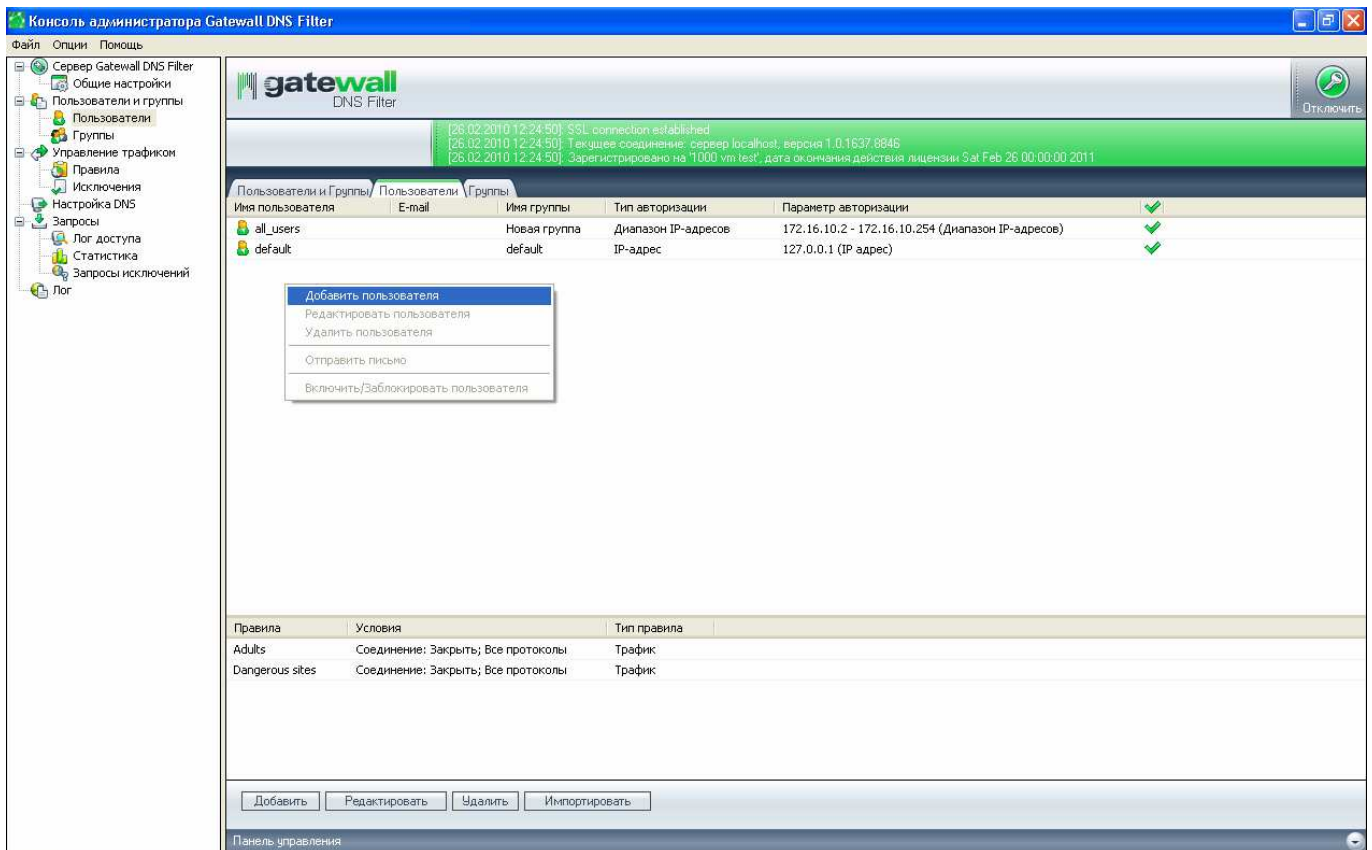 Консоль администратора Gatewall DNS Filter
Файл Опции Помощь
Сервер Gatewall DNS Filter
Общие настройки
Пользователи и группы
Пользователи
Группы
Управление трафиком
Правила
Исключения
Настройка DNS
Запросы
Лог доступа
Статистика
Запросы исключений
Лог
gatewall
DNS Filter
Отключить
[26.02.2010 12:24:50]: SSL connection established
[26.02.2010 12:24:50]: Текущее соединение: сервер localhost, версия 1.0.1637.8846
[26.02.2010 12:24:50]: Зарегистрировано на '1000 vm test', дата окончания действия лицензии Sat Feb 26 00:00:00 2011
Пользователи и Группы Пользователи Группы
Имя пользователя E-mail Имя группы Тип авторизации Параметр авторизации
all_users Новая группа Диапазон IP-адресов 172.16.10.2 - 172.16.10.254 (Диапазон IP-адресов)
default default IP-адрес 127.0.0.1 (IP адрес)
Добавить пользователя
Редактировать пользователя
Удалить пользователя
Отправить письмо
Включить/Заблокировать пользователя
Правила Условия Тип правила
Adults Соединение: Закрыть; Все протоколы Трафик
Dangerous sites Соединение: Закрыть; Все протоколы Трафик
Добавить Редактировать Удалить Импортировать
Панель управления